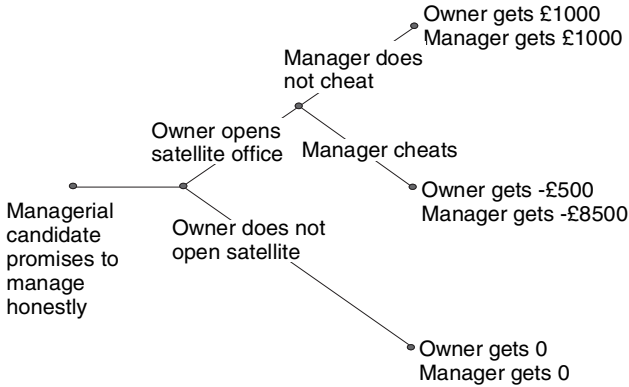 Owner gets £1000
Manager gets £1000
Manager does
not cheat
Owner opens
satellite office
Manager cheats
Owner gets -£500
Manager gets -£8500
Managerial
candidate
promises to
manage
honestly
Owner does not
open satellite
Owner gets 0
Manager gets 0